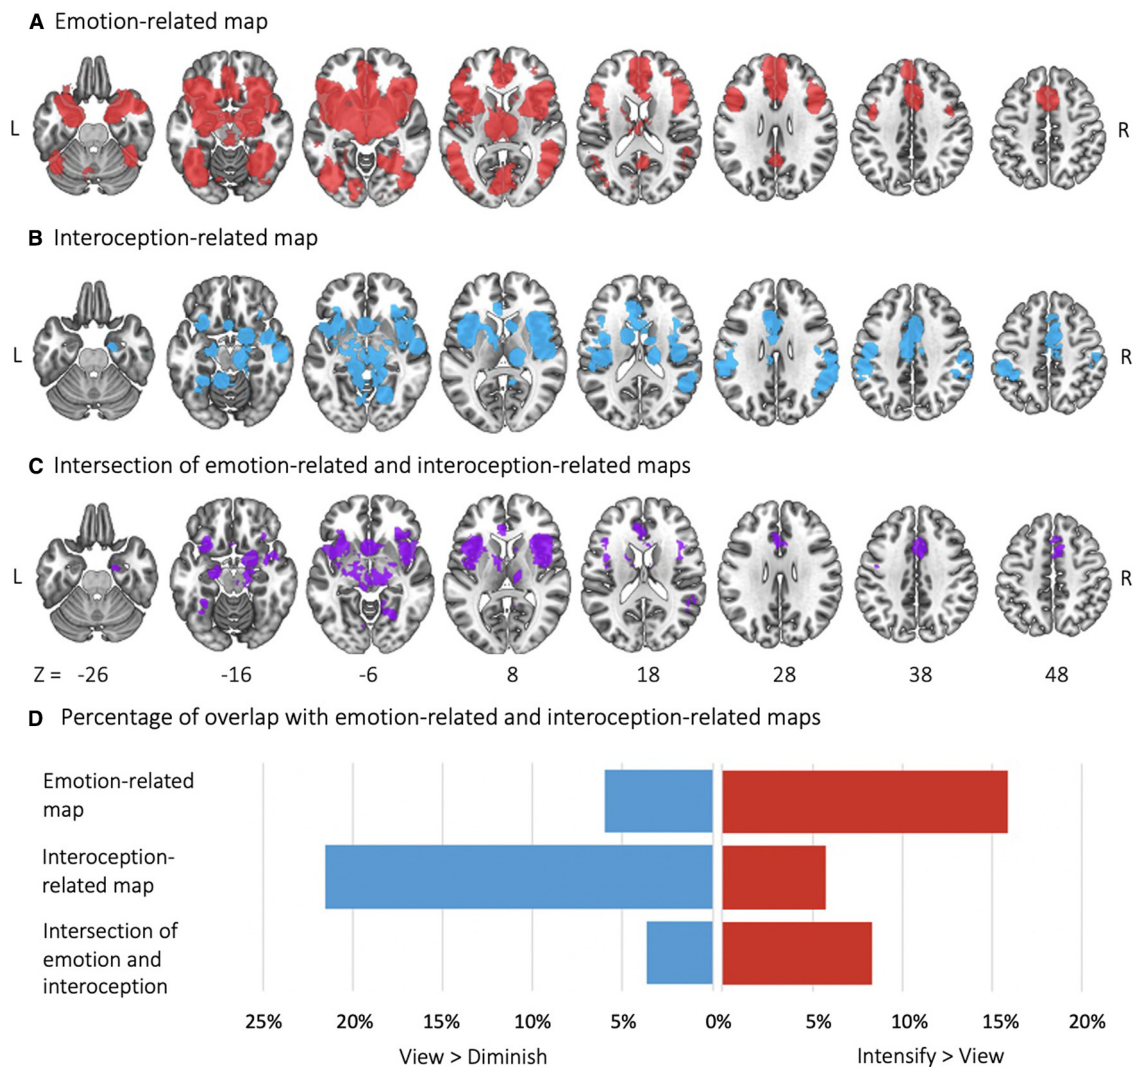 A Emotion-related map
L R
B Interoception-related map
L R
C Intersection of emotion-related and interoception-related maps
L R
Z = -26 -16 -6 8 18 28 38 48
D Percentage of overlap with emotion-related and interoception-related maps
Emotion-related
map
Interoception-
related map
Intersection of
emotion and
interoception
25% 20% 15% 10% 5% 0% 5% 10% 15% 20%
View > Diminish Intensify > View